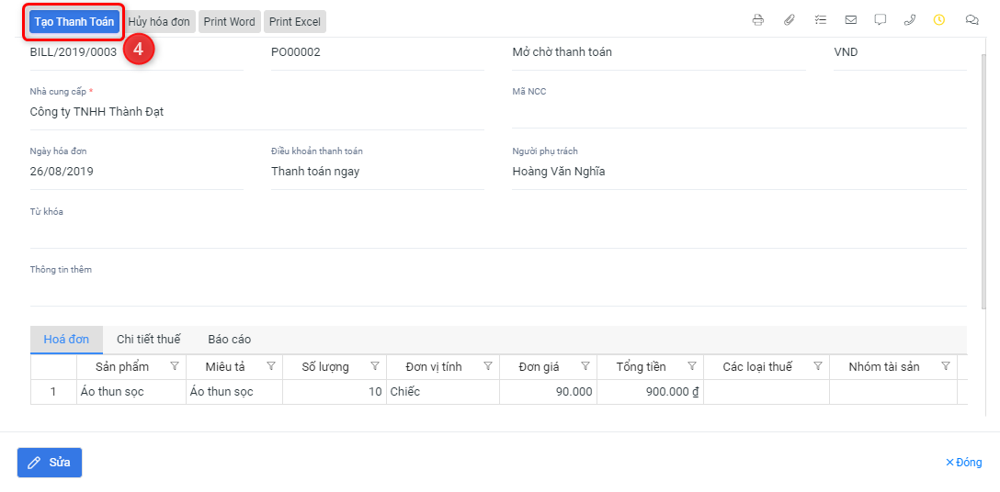 Tạo Thanh Toán Hủy hóa đơn Print Word Print Excel
4
BILL/2019/0003 PO00002 Mở chờ thanh toán VND
Nhà cung cấp * Mã NCC
Công ty TNHH Thành Đạt
Ngày hóa đơn Điều khoản thanh toán Người phụ trách
26/08/2019 Thanh toán ngay Hoàng Văn Nghĩa
Từ khóa
Thông tin thêm
Hoá đơn Chi tiết thuế Báo cáo
Sản phẩm Miêu tả Số lượng Đơn vị tính Đơn giá Tổng tiền Các loại thuế Nhóm tài sản
1 Áo thun sọc Áo thun sọc 10 Chiếc 90.000 900.000 ₫
Sửa Đóng